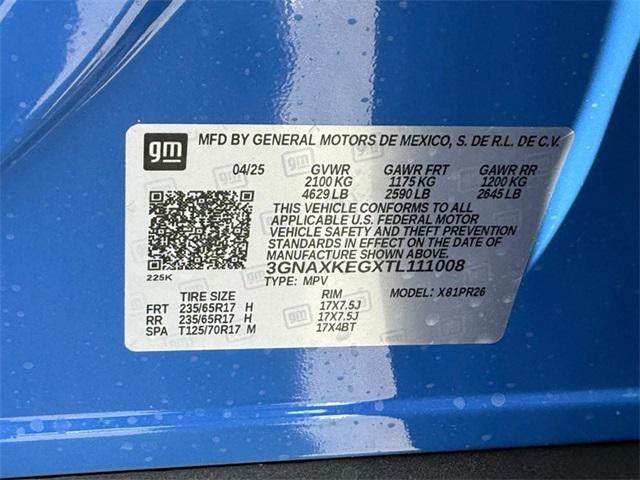 gm MFD BY GENERAL MOTORS DE MEXICO, S. DE R.L. DE C.V.
04/25 GVWR GAWR FRT GAWR RR
2100 KG 1175 KG 1200 KG
4629 LB 2590 LB 2645 LB
THIS VEHICLE CONFORMS TO ALL
APPLICABLE U.S. FEDERAL MOTOR
VEHICLE SAFETY AND THEFT PREVENTION
STANDARDS IN EFFECT ON THE DATE OF
MANUFACTURE SHOWN ABOVE.
3GNAXKEGXTL111008
225K TYPE: MPV
TIRE SIZE RIM MODEL: X81PR26
FRT 235/65R17 H 17X7.5J
RR 235/65R17 H 17X7.5J
SPA T125/70R17 M 17X4BT